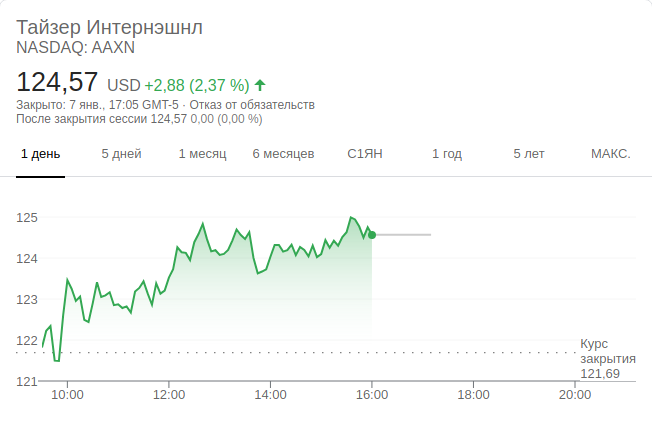 Тайзер Интернэшнл
NASDAQ: AAXN
124,57 USD +2,88 (2,37 %)
Закрыто: 7 янв., 17:05 GMT-5 · Отказ от обязательств
После закрытия сессии 124,57 0,00 (0,00 %)
1 день 5 дней 1 месяц 6 месяцев С1ЯН 1 год 5 лет МАКС.
125
124
123
122
Курс
закрытия
121,69
121
10:00 12:00 14:00 16:00 18:00 20:00